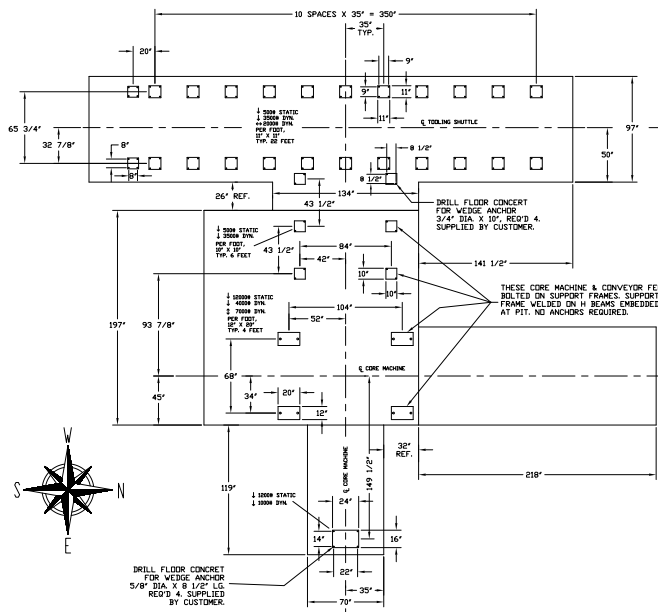 10 SPACES X 35" = 350"
35"
TYP.
20"
9"
9"
11"
11"
↓ 500# STATIC
↓ 3500# DYN.
↔ 2000# DYN.
PER FOOT,
11" X 11"
TYP. 22 FEET
℄ TOOLING SHUTTLE
65 3/4"
32 7/8"
8"
8"
8 1/2"
8 1/2"
97"
50"
26" REF.
134"
43 1/2"
DRILL FLOOR CONCERT
FOR WEDGE ANCHOR
3/4" DIA. X 10", REQ'D 4.
SUPPLIED BY CUSTOMER.
↓ 500# STATIC
↓ 3500# DYN.
PER FOOT,
10" X 10"
TYP. 6 FEET
43 1/2"
84"
42"
10"
10"
141 1/2"
THESE CORE MACHINE & CONVEYOR FE
BOLTED ON SUPPORT FRAMES. SUPPORT
FRAME WELDED ON H BEAMS EMBEDDED
AT PIT. NO ANCHORS REQUIRED.
↓ 12000# STATIC
↓ 4000# DYN.
↕ 7000# DYN.
PER FOOT,
12" X 20"
TYP. 4 FEET
104"
52"
197"
93 7/8"
45"
68"
34"
20"
12"
℄ CORE MACHINE
℄ CORE MACHINE
149 1/2"
32"
REF.
218"
119"
W
S
N
E
↓ 1200# STATIC
↓ 1000# DYN.
24"
14"
16"
22"
DRILL FLOOR CONCRET
FOR WEDGE ANCHOR
5/8" DIA. X 8 1/2" LG.
REQ'D 4. SUPPLIED
BY CUSTOMER.
35"
70"